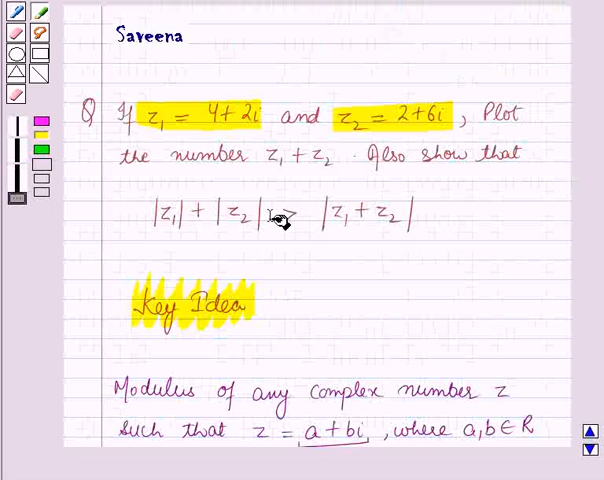 Saveena
Q If z₁ = 4+2i and z₂ = 2+6i, Plot
the number z₁ + z₂. Also show that
|z₁| + |z₂| > |z₁ + z₂|
Key Idea
Modulus of any complex number z
such that z = a + bi, where a, b ∈ R